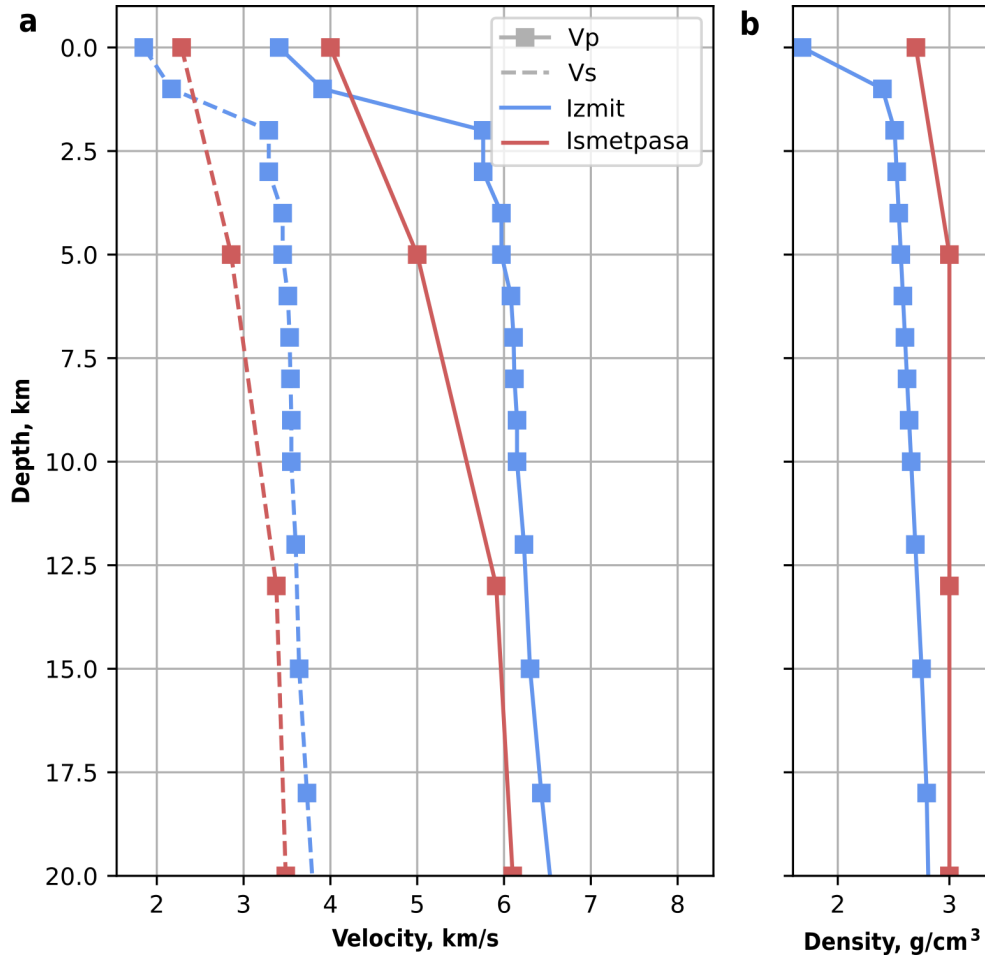 a
b
Vp
Vs
Izmit
Ismetpasa
0.0
2.5
5.0
7.5
10.0
12.5
15.0
17.5
20.0
Depth, km
2 3 4 5 6 7 8
Velocity, km/s
2 3
Density, g/cm³